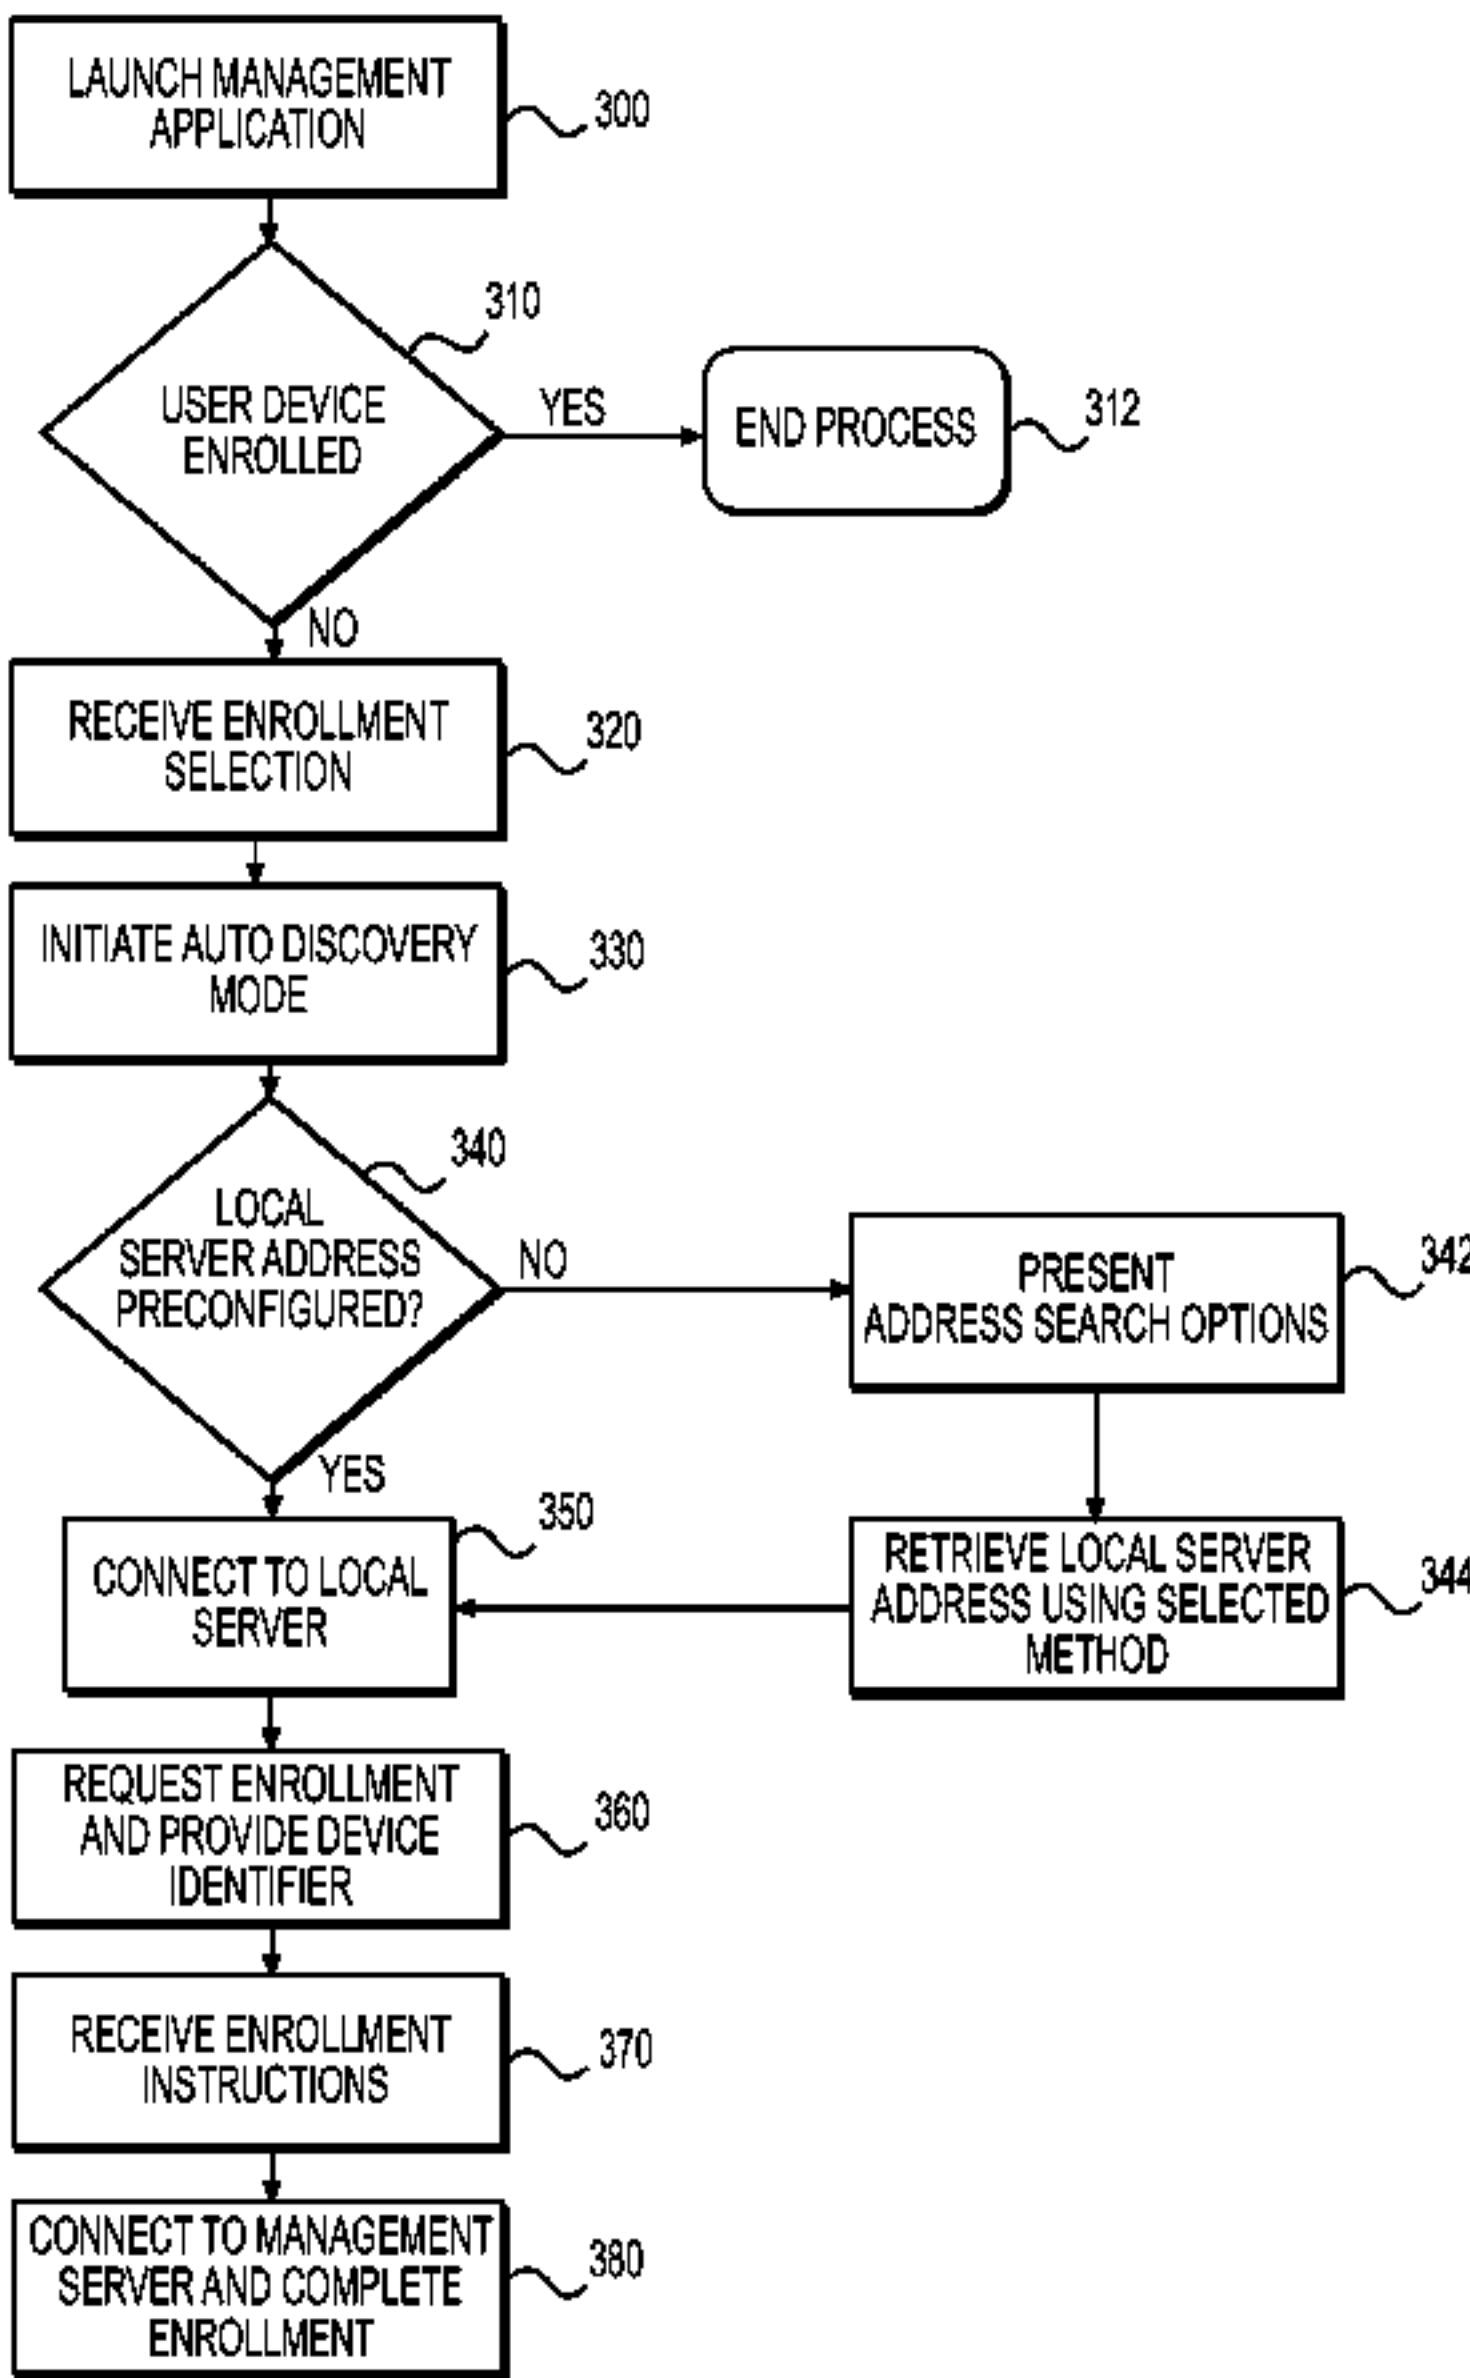 LAUNCH MANAGEMENT
APPLICATION
300
310
USER DEVICE
ENROLLED
YES
END PROCESS
312
NO
RECEIVE ENROLLMENT
SELECTION
320
INITIATE AUTO DISCOVERY
MODE
330
340
LOCAL
SERVER ADDRESS
PRECONFIGURED?
NO
PRESENT
ADDRESS SEARCH OPTIONS
342
YES
CONNECT TO LOCAL
SERVER
350
RETRIEVE LOCAL SERVER
ADDRESS USING SELECTED
METHOD
344
REQUEST ENROLLMENT
AND PROVIDE DEVICE
IDENTIFIER
360
RECEIVE ENROLLMENT
INSTRUCTIONS
370
CONNECT TO MANAGEMENT
SERVER AND COMPLETE
ENROLLMENT
380